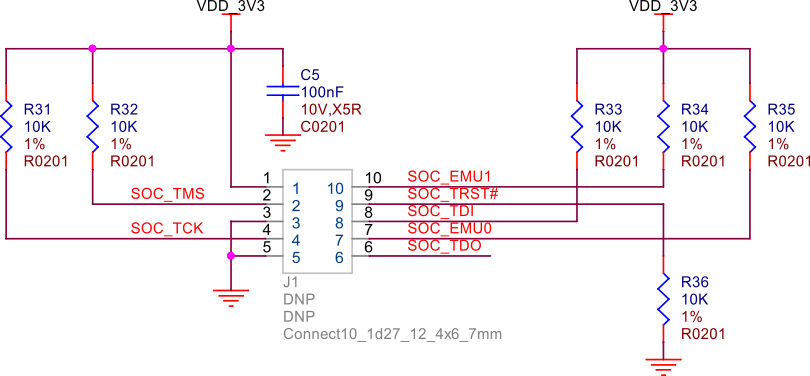 VDD_3V3
VDD_3V3
C5
100nF
10V,X5R
C0201
R31
10K
1%
R0201
R32
10K
1%
R0201
R33
10K
1%
R0201
R34
10K
1%
R0201
R35
10K
1%
R0201
1 1 10 10 SOC_EMU1
SOC_TMS 2 2 9 9 SOC_TRST#
3 3 8 8 SOC_TDI
SOC_TCK 4 4 7 7 SOC_EMU0
5 5 6 6 SOC_TDO
J1
DNP
DNP
Connect10_1d27_12_4x6_7mm
R36
10K
1%
R0201